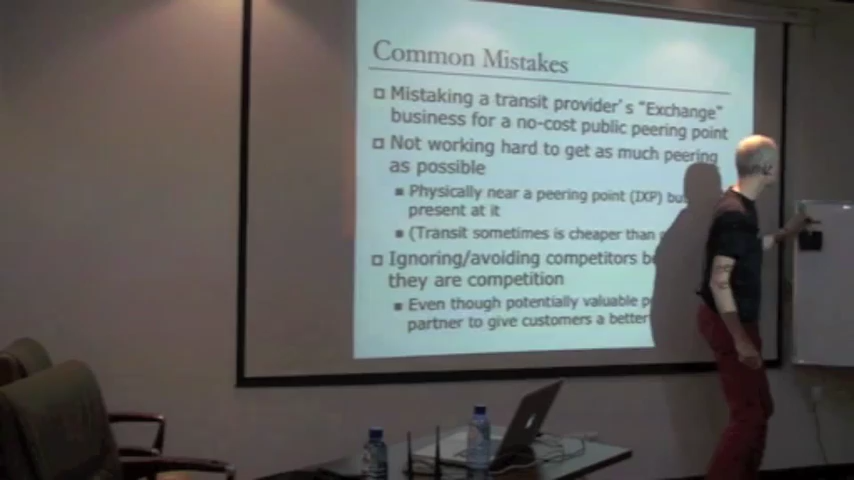 Common Mistakes
Mistaking a transit provider's "Exchange"
business for a no-cost public peering point
Not working hard to get as much peering
as possible
Physically near a peering point (IXP) bu
present at it
(Transit sometimes is cheaper than
Ignoring/avoiding competitors b
they are competition
Even though potentially valuable p
partner to give customers a better